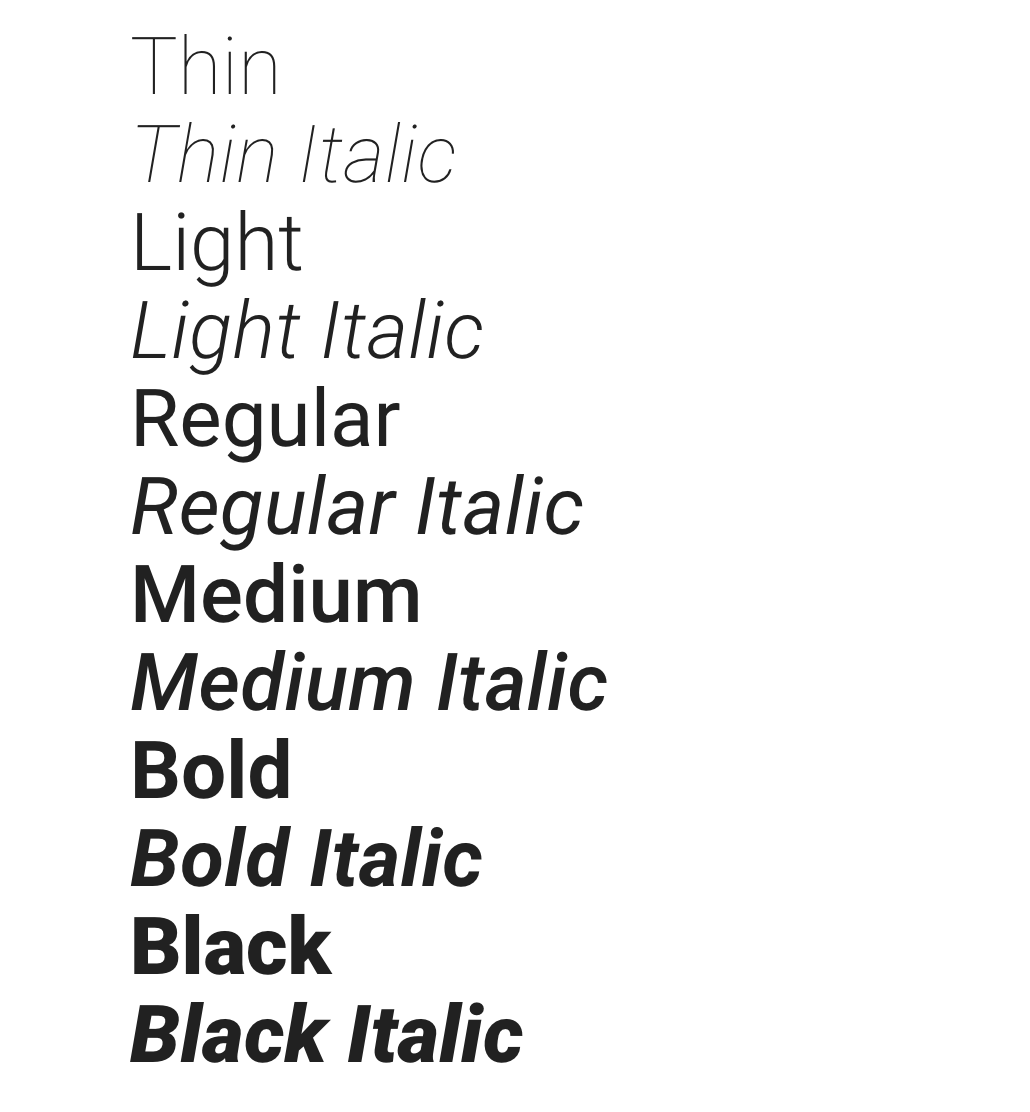 Thin
Thin Italic
Light
Light Italic
Regular
Regular Italic
Medium
Medium Italic
Bold
Bold Italic
Black
Black Italic